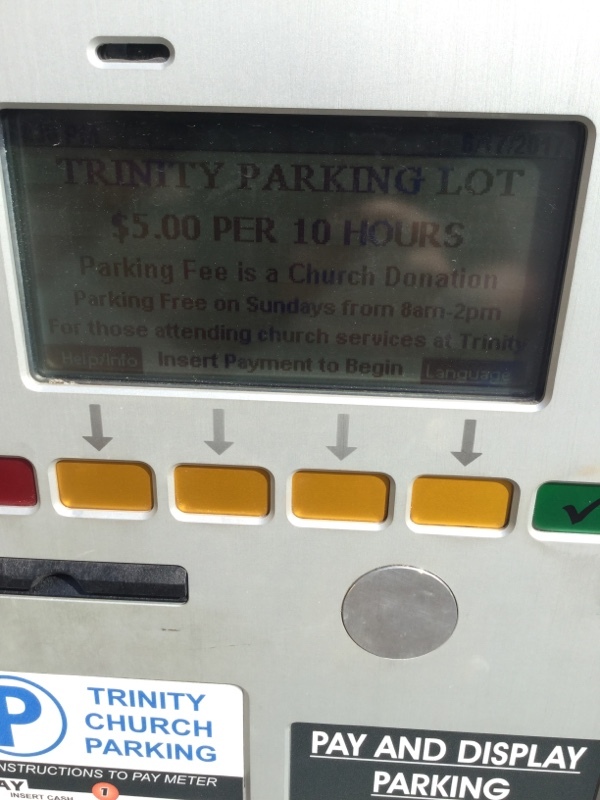 TRINITY PARKING LOT
$5.00 PER 10 HOURS
Parking Fee is a Church Donation
Parking Free on Sundays from 8am-2pm
For those attending church services at Trinity
Help/Info Insert Payment to Begin Language
P TRINITY
CHURCH
PARKING
INSTRUCTIONS TO PAY METER
1
INSERT CASH
PAY AND DISPLAY
PARKING